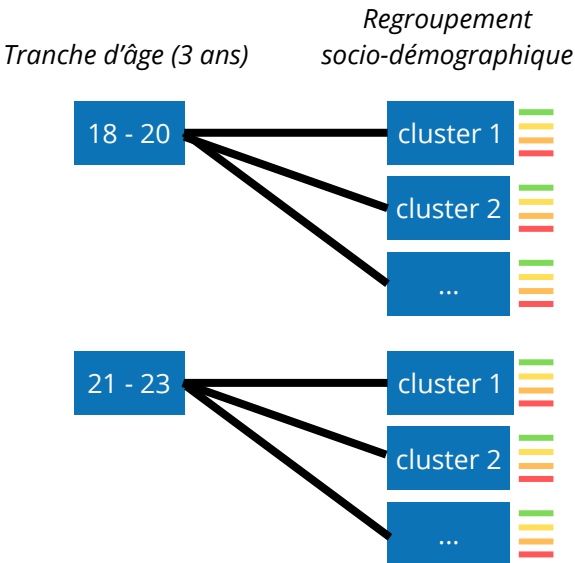 Regroupement
Tranche d'âge (3 ans) socio-démographique
18 - 20
cluster 1
cluster 2
...
21 - 23
cluster 1
cluster 2
...